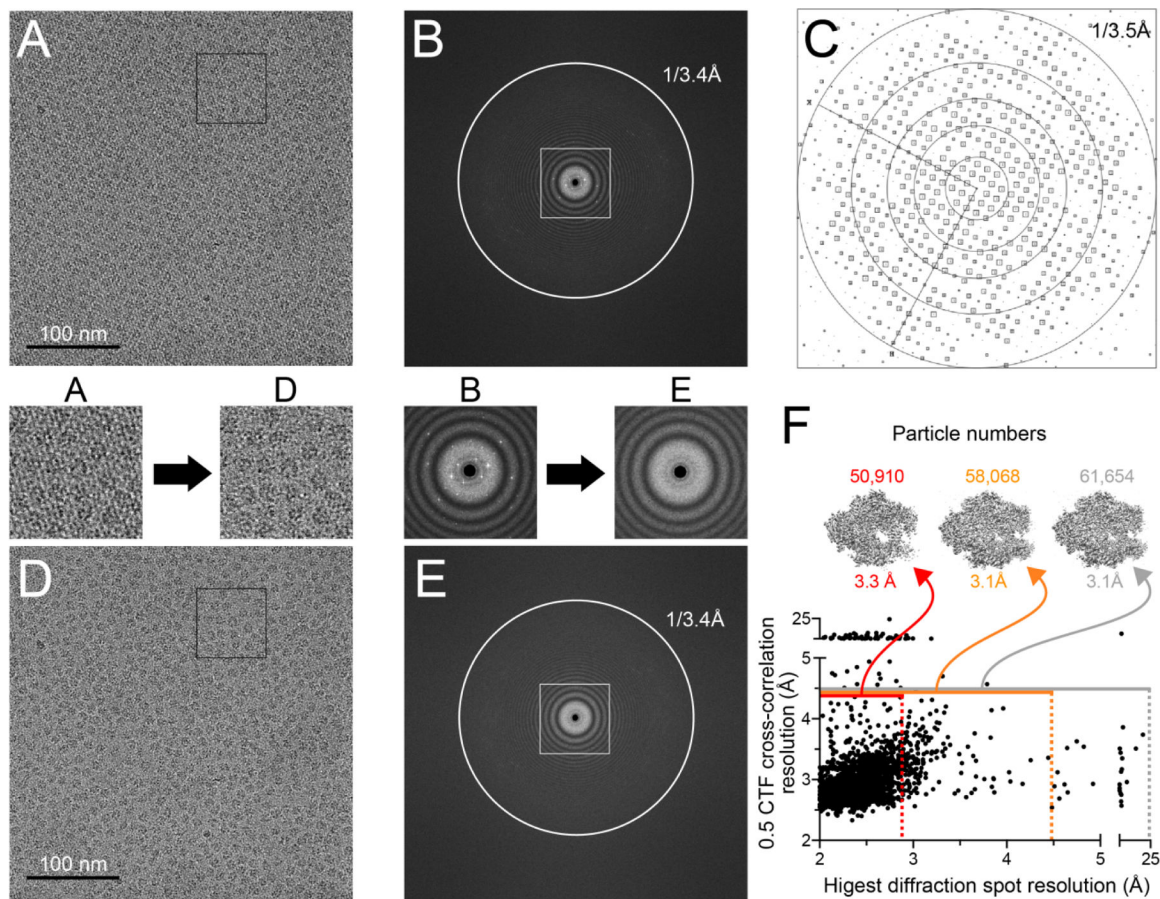 A
100 nm
B
1/3.4Å
C
1/3.5Å
A
D
B
E
D
100 nm
E
1/3.4Å
F
Particle numbers
50,910
58,068
61,654
3.3 Å
3.1Å
3.1Å
0.5 CTF cross-correlation
resolution (Å)
25
5
4
3
2
2
3
4
5
25
Higest diffraction spot resolution (Å)